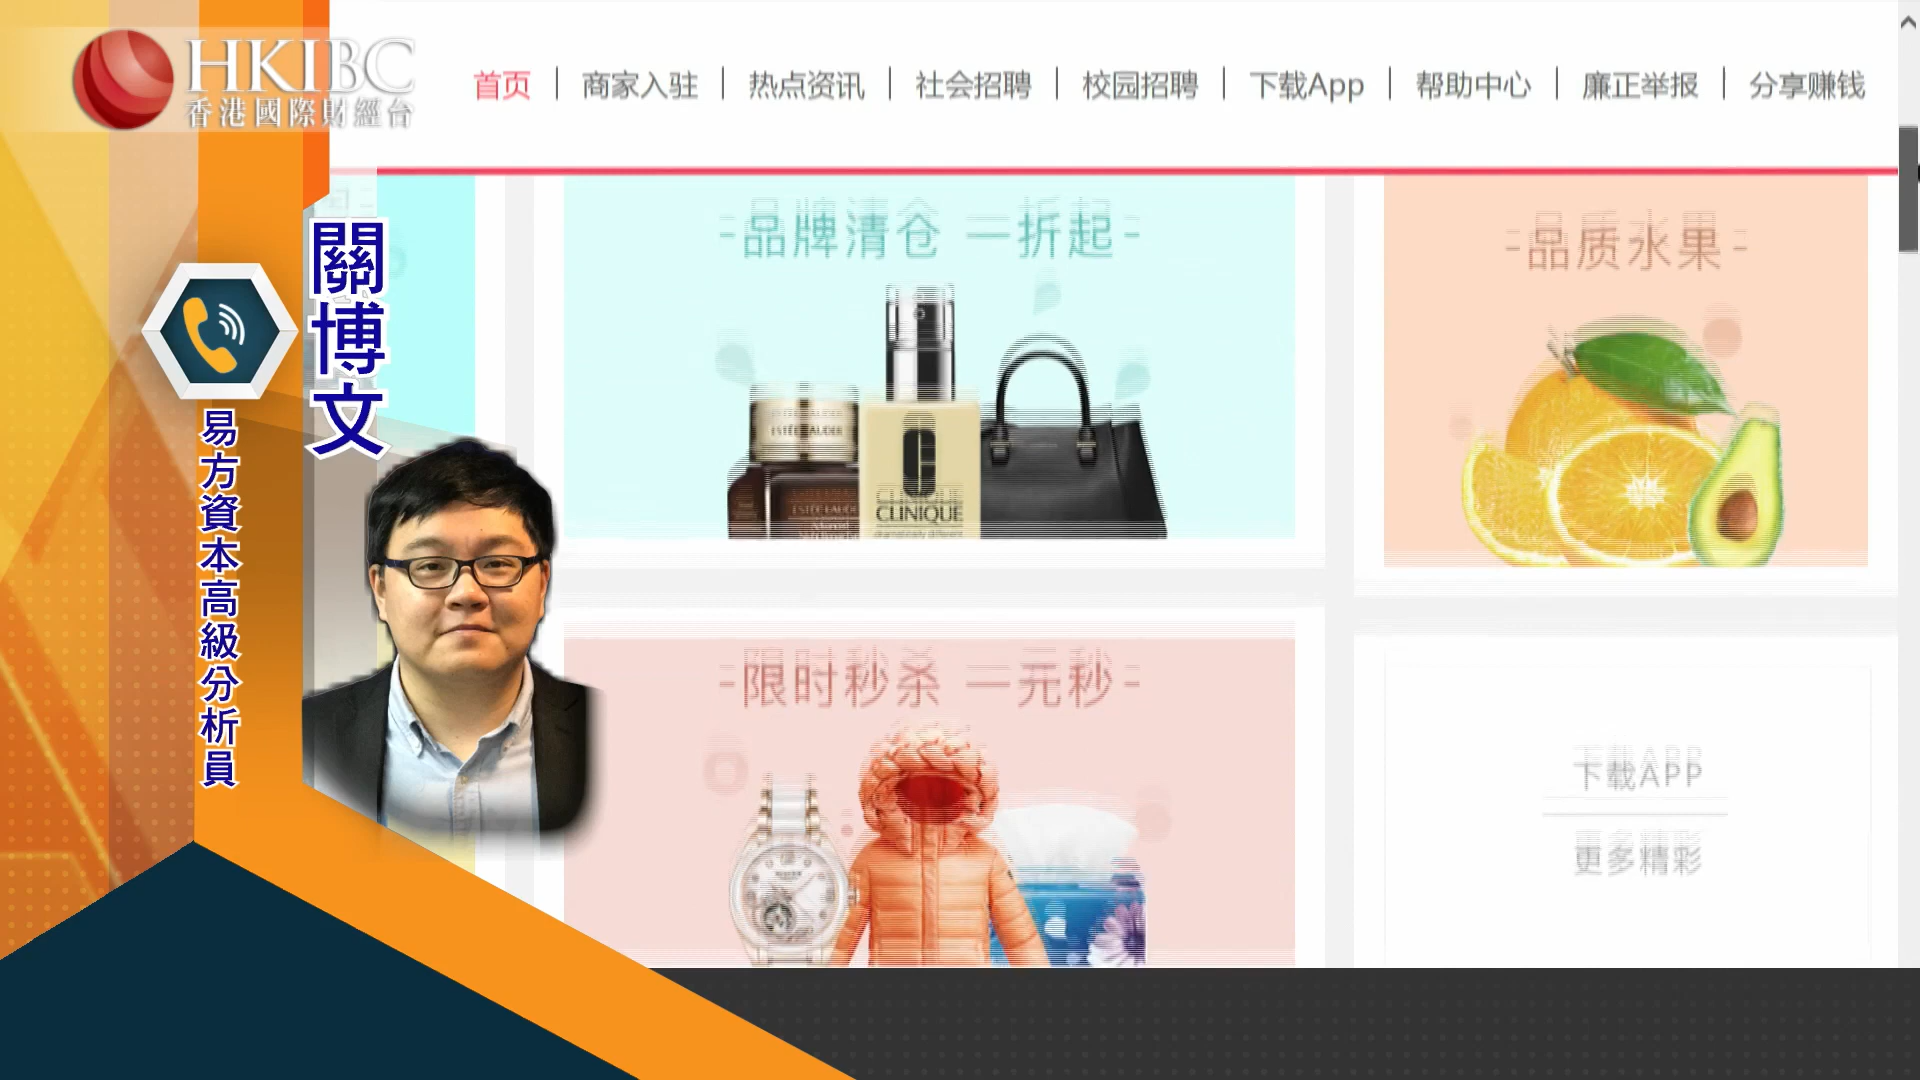 HKIBC
香港國際財經台
首页
商家入驻
热点资讯
社会招聘
校园招聘
下载App
帮助中心
廉正举报
分享赚钱
關博文
易方資本高級分析員
品牌清仓 一折起
品质水果
ESTĒE LAUDER
ESTĒE LAUDER
CLINIQUE
限时秒杀 一元秒
下载APP
更多精彩